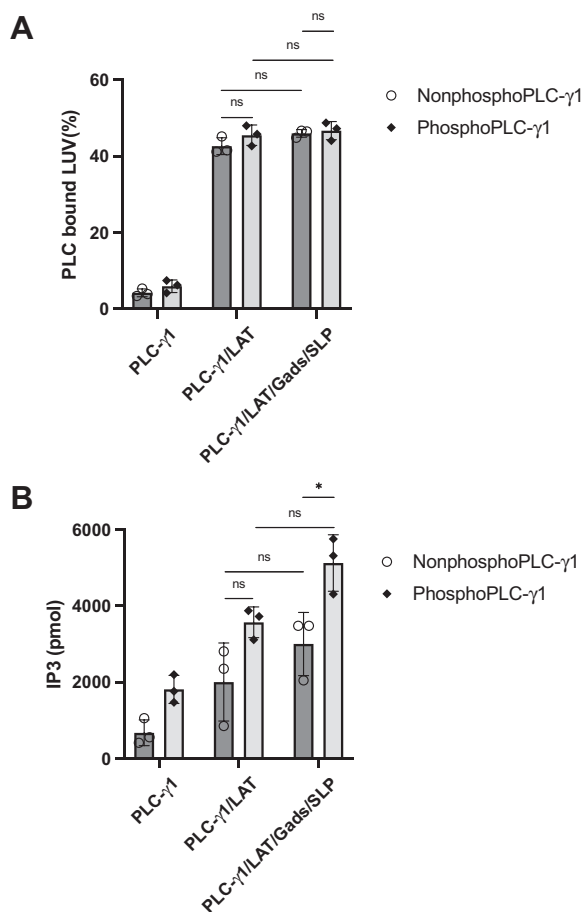 A
ns
ns
ns
ns
60
40
20
0
PLC bound LUV(%)
NonphosphoPLC-γ1
PhosphoPLC-γ1
PLC-γ1
PLC-γ1/LAT
PLC-γ1/LAT/Gads/SLP
B
*
ns
ns
ns
6000
4000
2000
0
IP3 (pmol)
NonphosphoPLC-γ1
PhosphoPLC-γ1
PLC-γ1
PLC-γ1/LAT
PLC-γ1/LAT/Gads/SLP